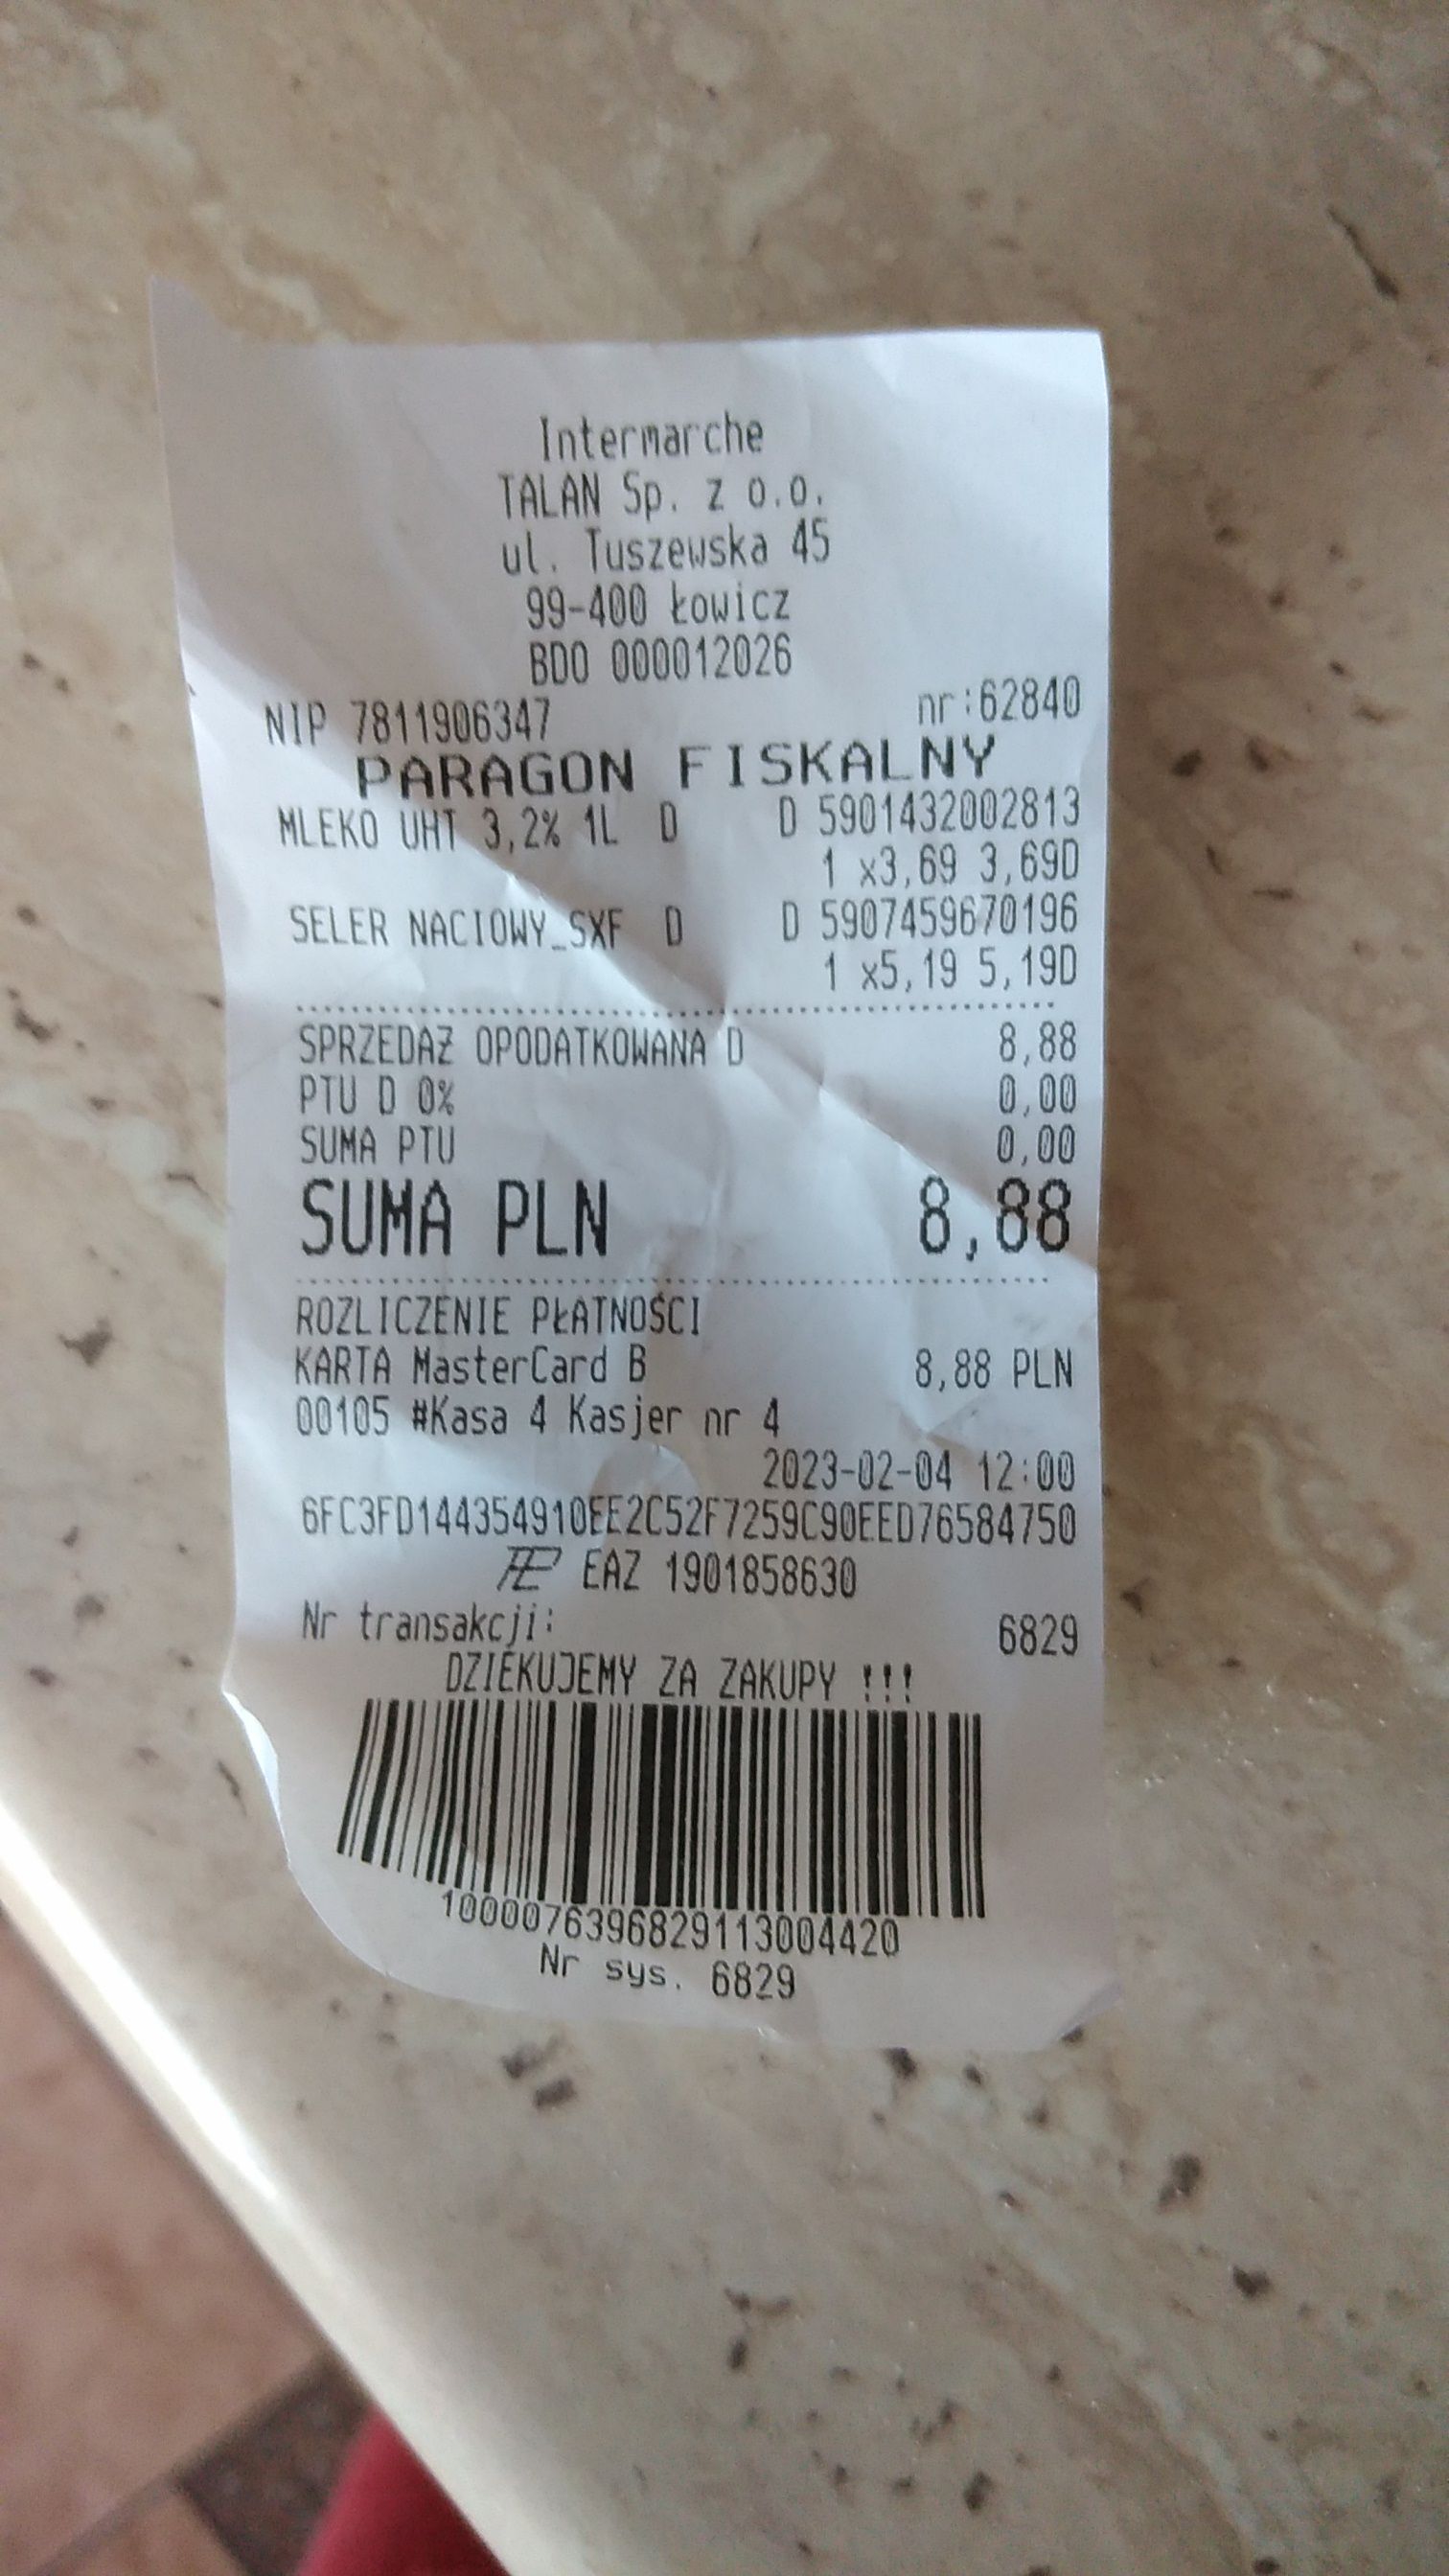 Intermarche
TALAN Sp. z o.o.
ul. Tuszewska 45
99-400 Łowicz
BDO 000012026
NIP 7811906347 nr:62840
PARAGON FISKALNY
MLEKO UHT 3,2% 1L D D 5901432002813
1 x3,69 3,69D
SELER NACIOWY_SXF D D 5907459670196
1 x5,19 5,19D
SPRZEDAŻ OPODATKOWANA D 8,88
PTU D 0% 0,00
SUMA PTU 0,00
SUMA PLN 8,88
ROZLICZENIE PŁATNOŚCI
KARTA MasterCard B 8,88 PLN
00105 #Kasa 4 Kasjer nr 4
2023-02-04 12:00
6FC3FD144354910EE2C52F7259C90EED76584750
EAZ 1901858630
Nr transakcji: 6829
DZIEKUJEMY ZA ZAKUPY !!!
1000076396829113004420
Nr sys. 6829